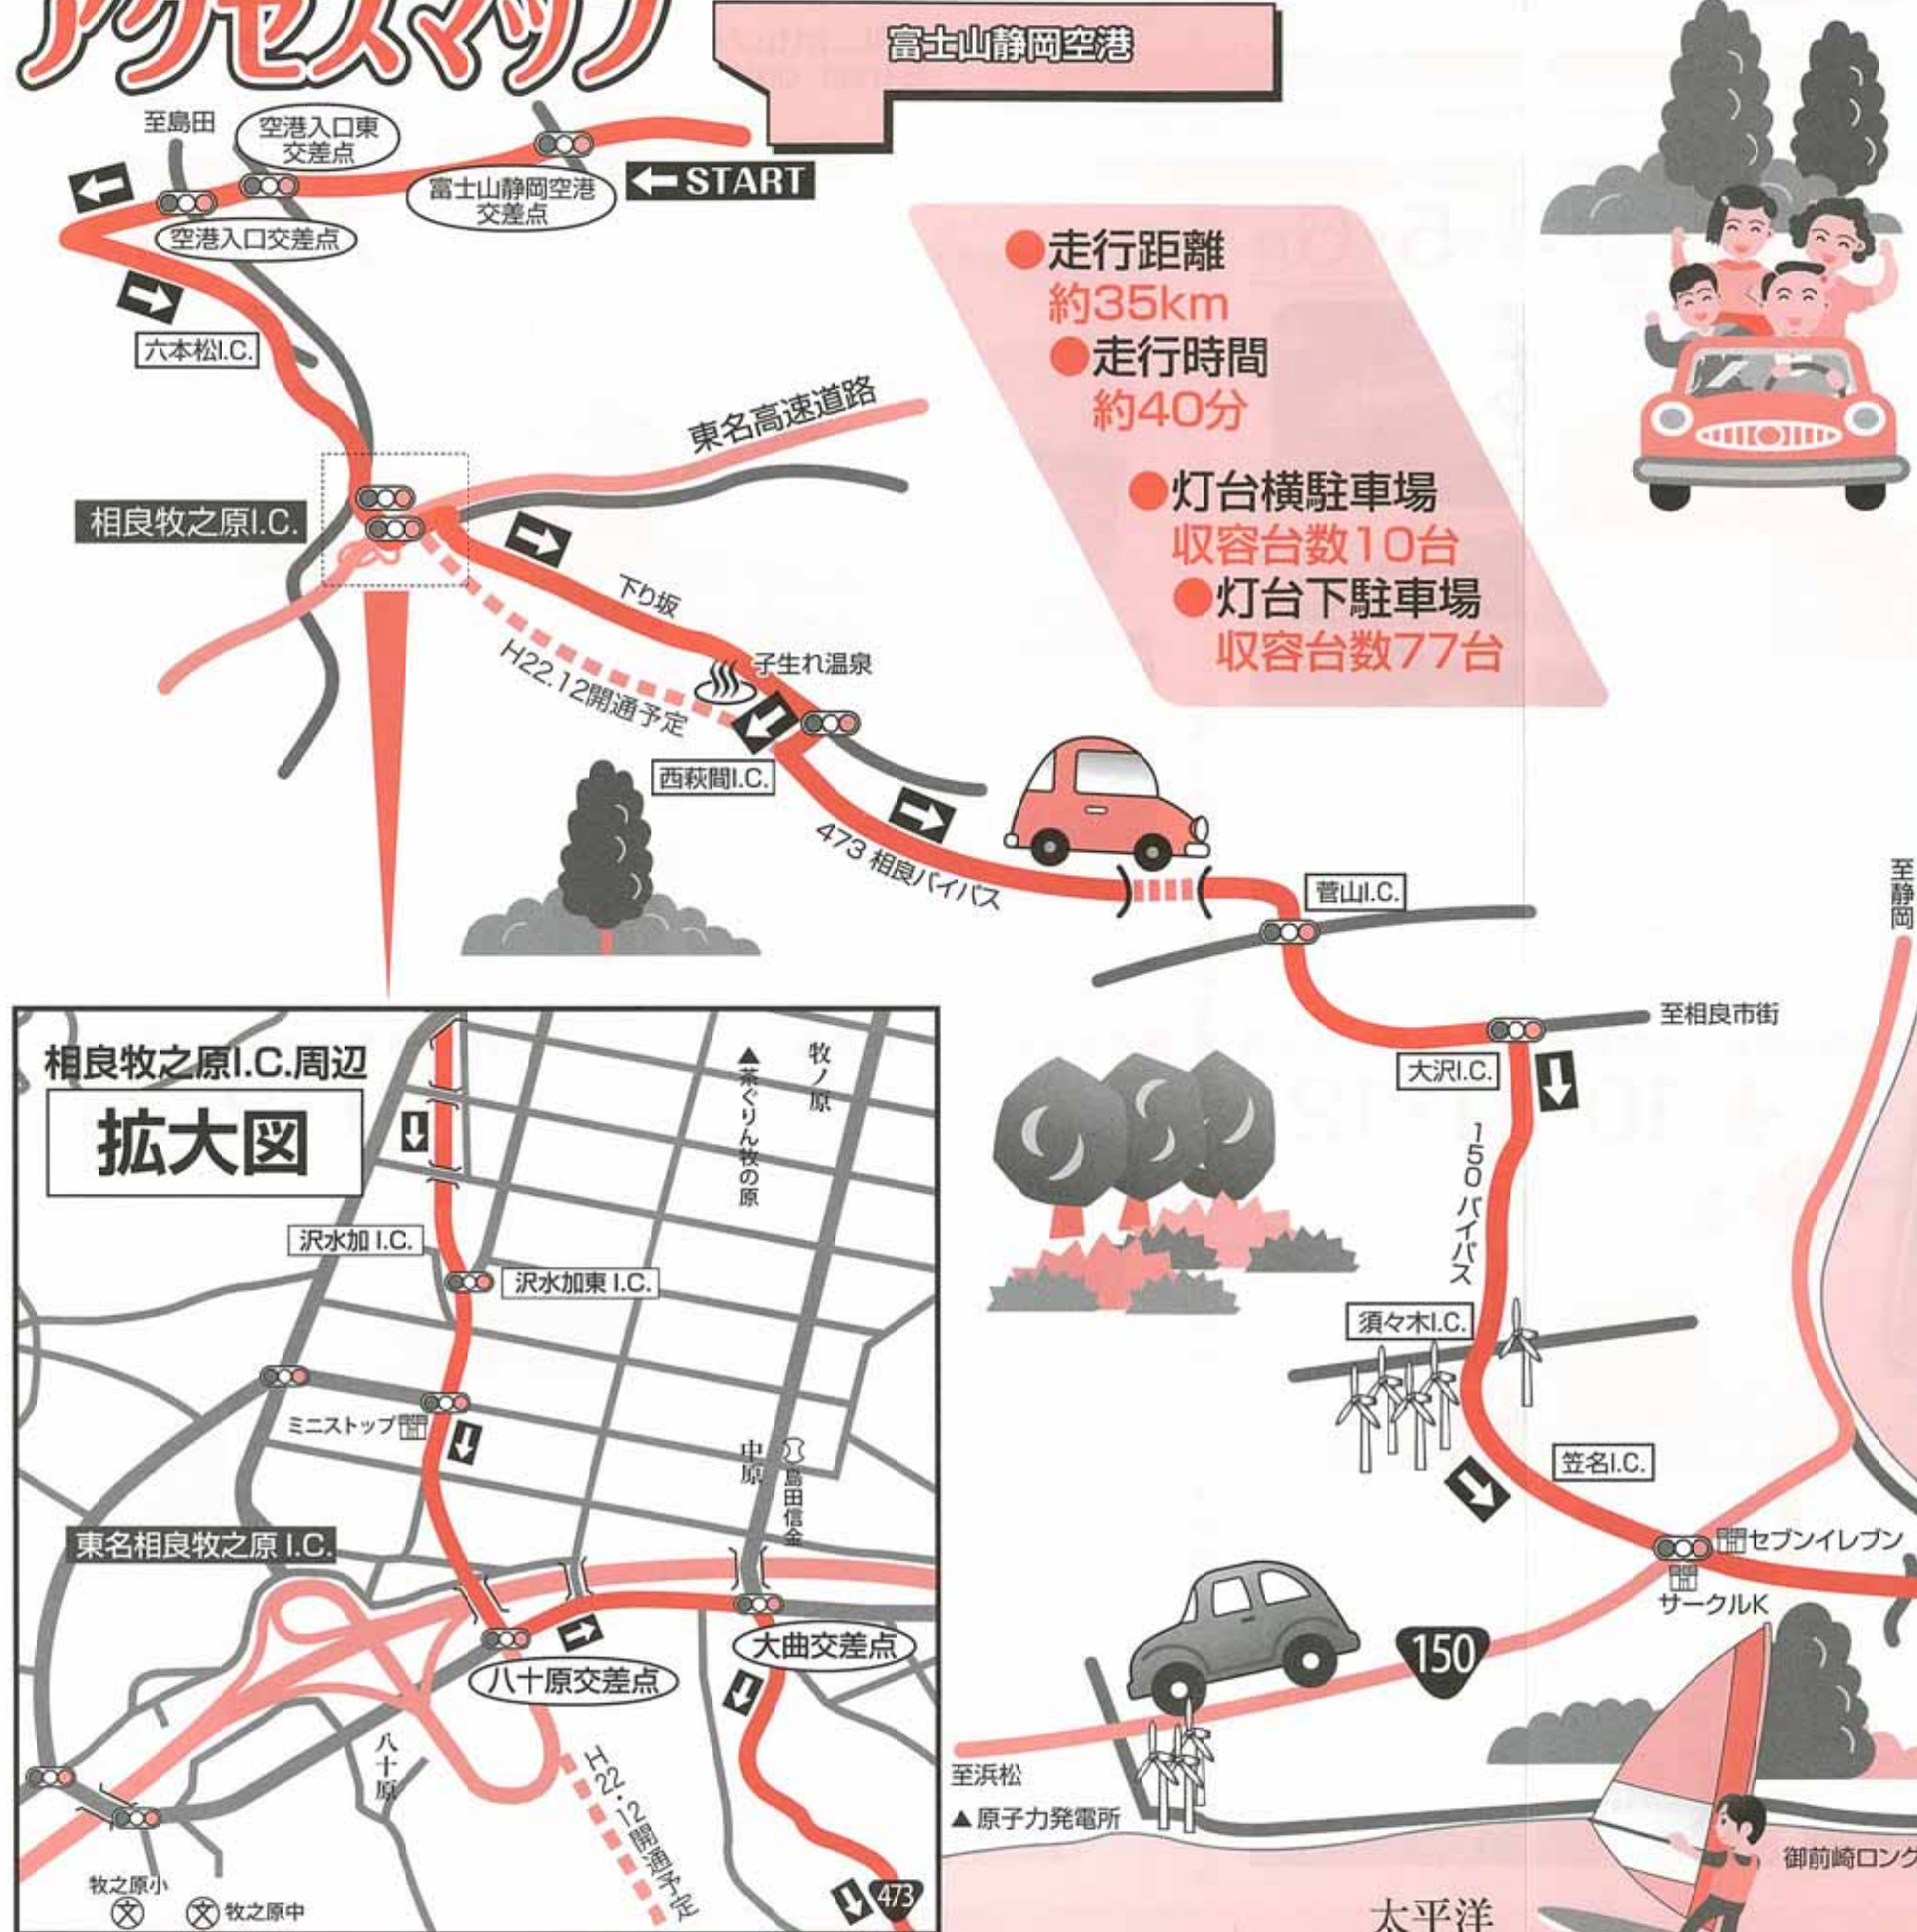 アクセスマップ
富士山静岡空港
至島田
空港入口東
交差点
富士山静岡空港
交差点
←START
空港入口交差点
六本松I.C.
●走行距離
約35km
●走行時間
約40分
●灯台横駐車場
収容台数10台
●灯台下駐車場
収容台数77台
東名高速道路
相良牧之原I.C.
下り坂
H22.12開通予定
子生れ温泉
西萩間I.C.
473 相良バイパス
菅山I.C.
至静岡
至相良市街
大沢I.C.
150 バイパス
須々木I.C.
笠名I.C.
セブンイレブン
サークルK
150
至浜松
▲原子力発電所
御前崎ロング
太平洋
相良牧之原I.C.周辺
拡大図
▲茶ぐりん牧の原
牧ノ原
沢水加 I.C.
沢水加東 I.C.
ミニストップ
中原
島田信金
東名相良牧之原 I.C.
大曲交差点
八十原交差点
八十原
H22・12開通予定
473
牧之原小
文
文
牧之原中